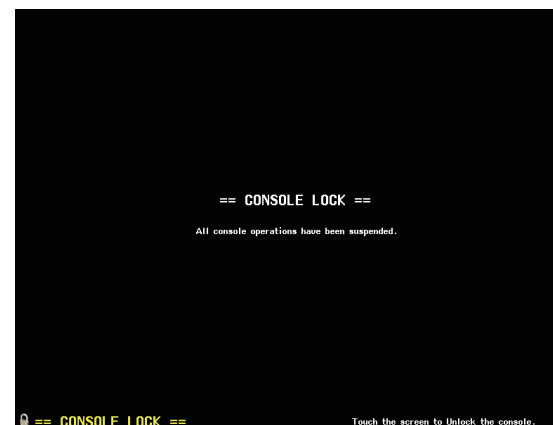 == CONSOLE LOCK ==
All console operations have been suspended.
== CONSOLE LOCK ==
Touch the screen to Unlock the console.